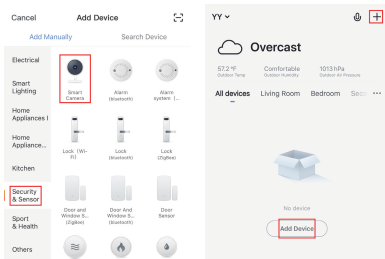 Cancel Add Device
Add Manually Search Device
Electrical
Smart
Lighting
Home
Appliances I
Home
Appliance...
Kitchen
Security
& Sensor
Sport
& Health
Others
Smart
Camera
Alarm
(bluetooth)
Alarm
system (...
Lock (Wi-
Fi)
Lock
(bluetooth)
Lock
(ZigBee)
Door And
Window S...
(ZigBee)
Door And
Window S...
(bluetooth)
Door
Sensor
YY
Overcast
57.2 °F Comfortable 1013 hPa
Outdoor Temp Outdoor Humidity Outdoor Air Pressure
All devices Living Room Bedroom Seco ...
No device
Add Device